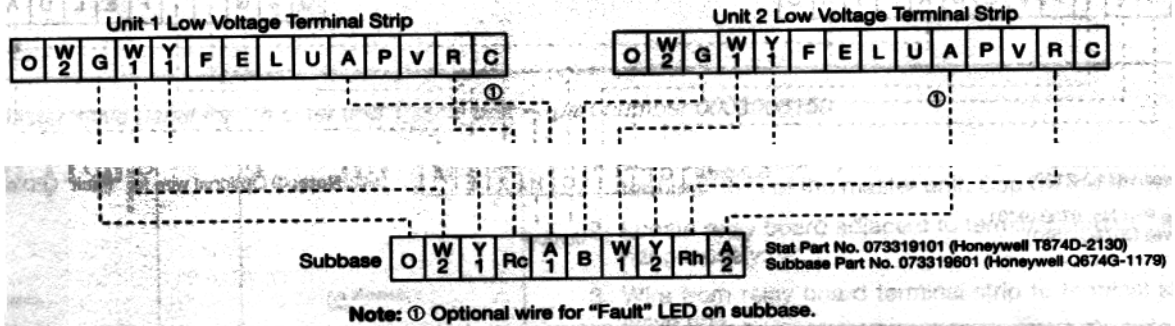 Unit 1 Low Voltage Terminal Strip
Unit 2 Low Voltage Terminal Strip
O W2 G W1 Y1 F E L U A P V R C
O W2 G W1 Y1 F E L U A P V R C
①
①
Subbase O W2 Y1 Rc A1 B W1 Y2 Rh A2
Stat Part No. 073319101 (Honeywell T874D-2130)
Subbase Part No. 073319601 (Honeywell Q674G-1179)
Note: ① Optional wire for "Fault" LED on subbase.